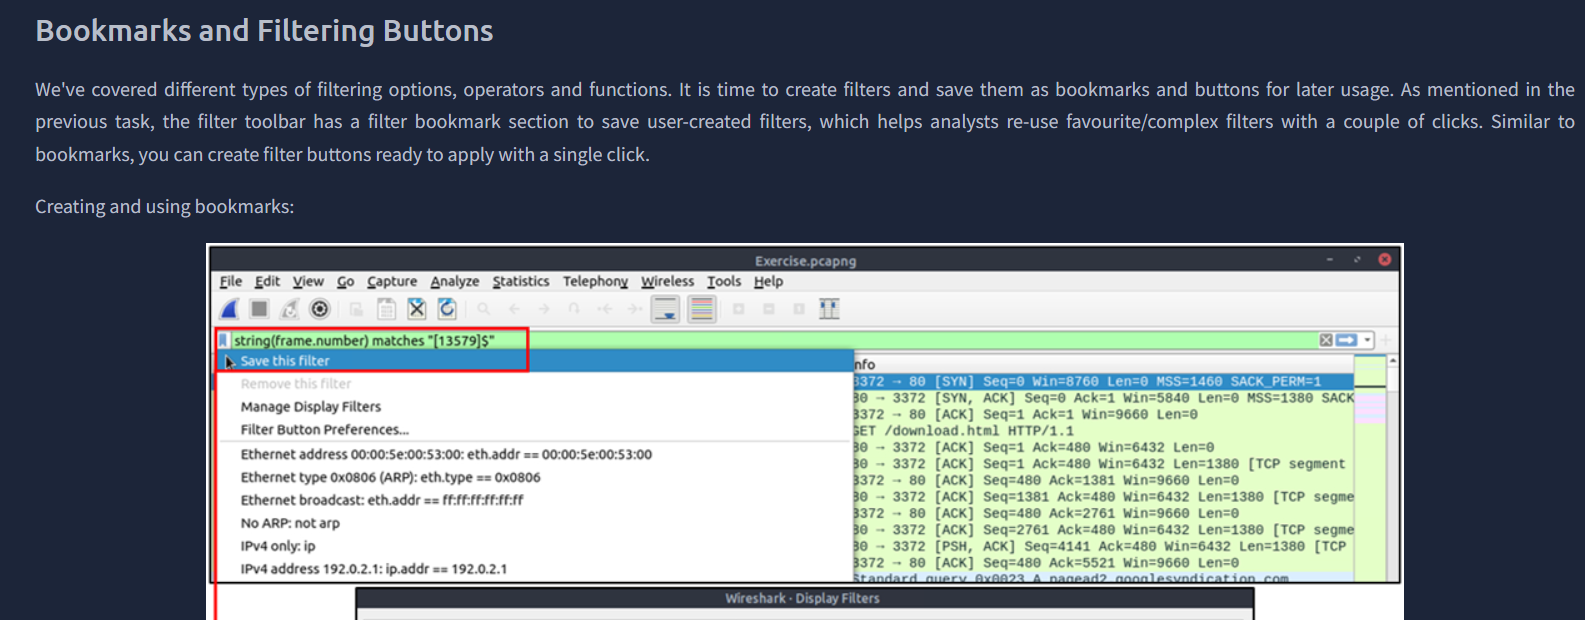 Bookmarks and Filtering Buttons
We've covered different types of filtering options, operators and functions. It is time to create filters and save them as bookmarks and buttons for later usage. As mentioned in the
previous task, the filter toolbar has a filter bookmark section to save user-created filters, which helps analysts re-use favourite/complex filters with a couple of clicks. Similar to
bookmarks, you can create filter buttons ready to apply with a single click.
Creating and using bookmarks:
Exercise.pcapng
File Edit View Go Capture Analyze Statistics Telephony Wireless Tools Help
string(frame.number) matches "[13579]$"
Save this filter
Remove this filter
Manage Display Filters
Filter Button Preferences...
Ethernet address 00:00:5e:00:53:00: eth.addr == 00:00:5e:00:53:00
Ethernet type 0x0806 (ARP): eth.type == 0x0806
Ethernet broadcast: eth.addr == ff:ff:ff:ff:ff:ff
No ARP: not arp
IPv4 only: ip
IPv4 address 192.0.2.1: ip.addr == 192.0.2.1
nfo
3372 → 80 [SYN] Seq=0 Win=8760 Len=0 MSS=1460 SACK_PERM=1
80 → 3372 [SYN, ACK] Seq=0 Ack=1 Win=5840 Len=0 MSS=1380 SACK
3372 → 80 [ACK] Seq=1 Ack=1 Win=9660 Len=0
GET /download.html HTTP/1.1
80 → 3372 [ACK] Seq=1 Ack=480 Win=6432 Len=0
80 → 3372 [ACK] Seq=1 Ack=480 Win=6432 Len=1380 [TCP segment
3372 → 80 [ACK] Seq=480 Ack=1381 Win=9660 Len=0
80 → 3372 [ACK] Seq=1381 Ack=480 Win=6432 Len=1380 [TCP segme
3372 → 80 [ACK] Seq=480 Ack=2761 Win=9660 Len=0
80 → 3372 [ACK] Seq=2761 Ack=480 Win=6432 Len=1380 [TCP segme
80 → 3372 [PSH, ACK] Seq=4141 Ack=480 Win=6432 Len=1380 [TCP
3372 → 80 [ACK] Seq=480 Ack=5521 Win=9660 Len=0
Standard query 0x0023 A pagead2.googlesyndication.com
Wireshark · Display Filters